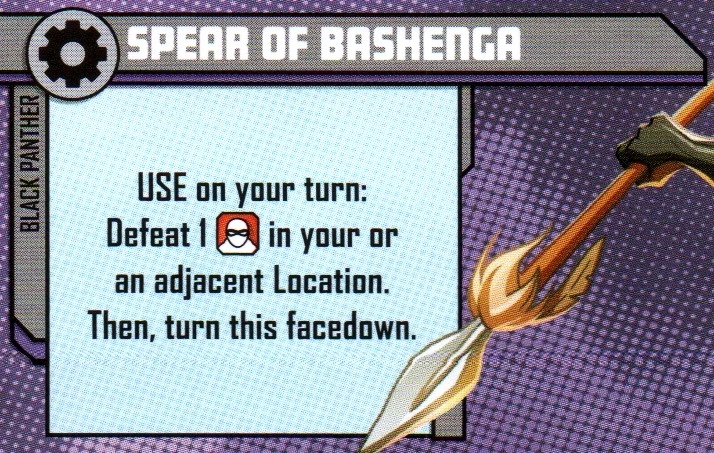 SPEAR OF BASHENGA
BLACK PANTHER
USE on your turn:
Defeat 1 in your or
an adjacent Location.
Then, turn this facedown.